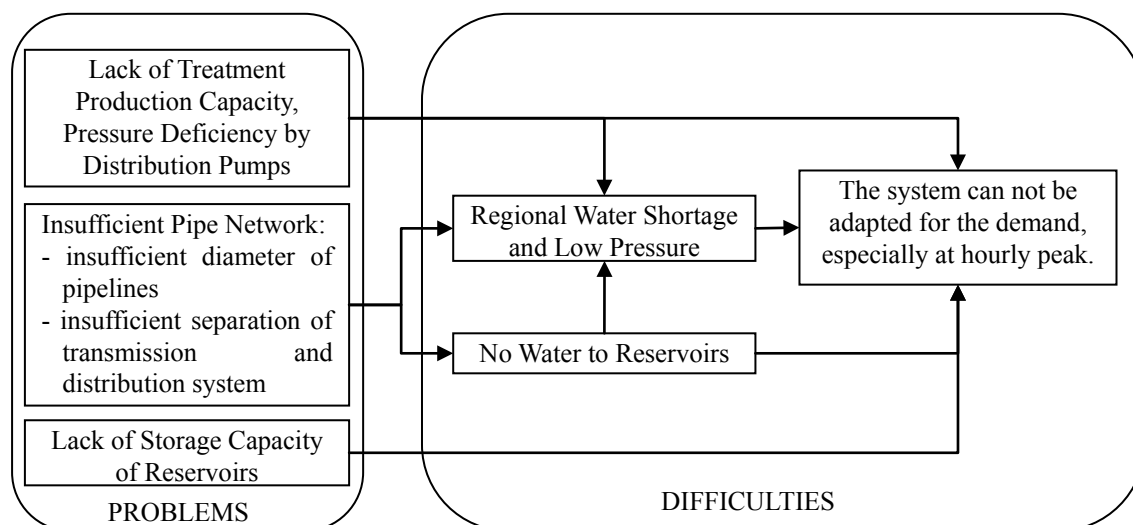 Lack of Treatment
Production Capacity,
Pressure Deficiency by
Distribution Pumps
Insufficient Pipe Network:
- insufficient diameter of
pipelines
- insufficient separation of
transmission and
distribution system
Lack of Storage Capacity
of Reservoirs
PROBLEMS
Regional Water Shortage
and Low Pressure
No Water to Reservoirs
The system can not be
adapted for the demand,
especially at hourly peak.
DIFFICULTIES